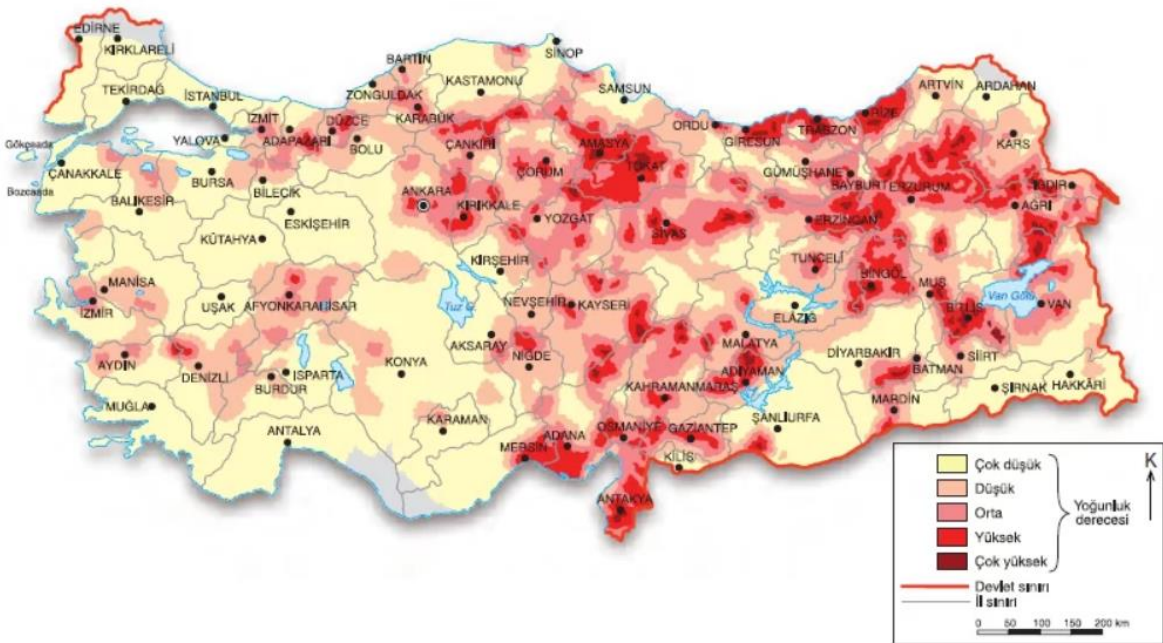 EDİRNE
KIRKLARELİ
TEKİRDAĞ
İSTANBUL
YALOVA
İZMİT
ADAPAZARI
DÜZCE
BOLU
ZONGULDAK
BARTIN
KARABÜK
KASTAMONU
SİNOP
SAMSUN
ORDU
GİRESUN
TRABZON
RİZE
ARTVİN
ARDAHAN
KARS
Gökçeada
Bozcaada
ÇANAKKALE
BALIKESİR
BURSA
BİLECİK
ESKİŞEHİR
KÜTAHYA
ANKARA
ÇANKIRI
KIRIKKALE
ÇORUM
AMASYA
TOKAT
YOZGAT
SİVAS
GÜMÜŞHANE
BAYBURT
ERZURUM
ERZİNCAN
IĞDIR
AĞRI
MANİSA
İZMİR
UŞAK
AFYONKARAHİSAR
Tuz G.
KIRŞEHİR
NEVŞEHİR
KAYSERİ
AKSARAY
NİĞDE
TUNCELİ
BİNGÖL
MUŞ
ELÂZIĞ
BİTLİS
Van Gölü
VAN
AYDIN
DENİZLİ
BURDUR
ISPARTA
KONYA
MALATYA
ADIYAMAN
KAHRAMANMARAŞ
DİYARBAKIR
BATMAN
SİİRT
ŞIRNAK
HAKKÂRİ
MARDİN
MUĞLA
ANTALYA
KARAMAN
MERSİN
ADANA
OSMANİYE
GAZİANTEP
KİLİS
ŞANLIURFA
ANTAKYA
K
Çok düşük
Düşük
Orta
Yüksek
Çok yüksek
Yoğunluk
derecesi
Devlet sınırı
İl sınırı
0 50 100 150 200 km